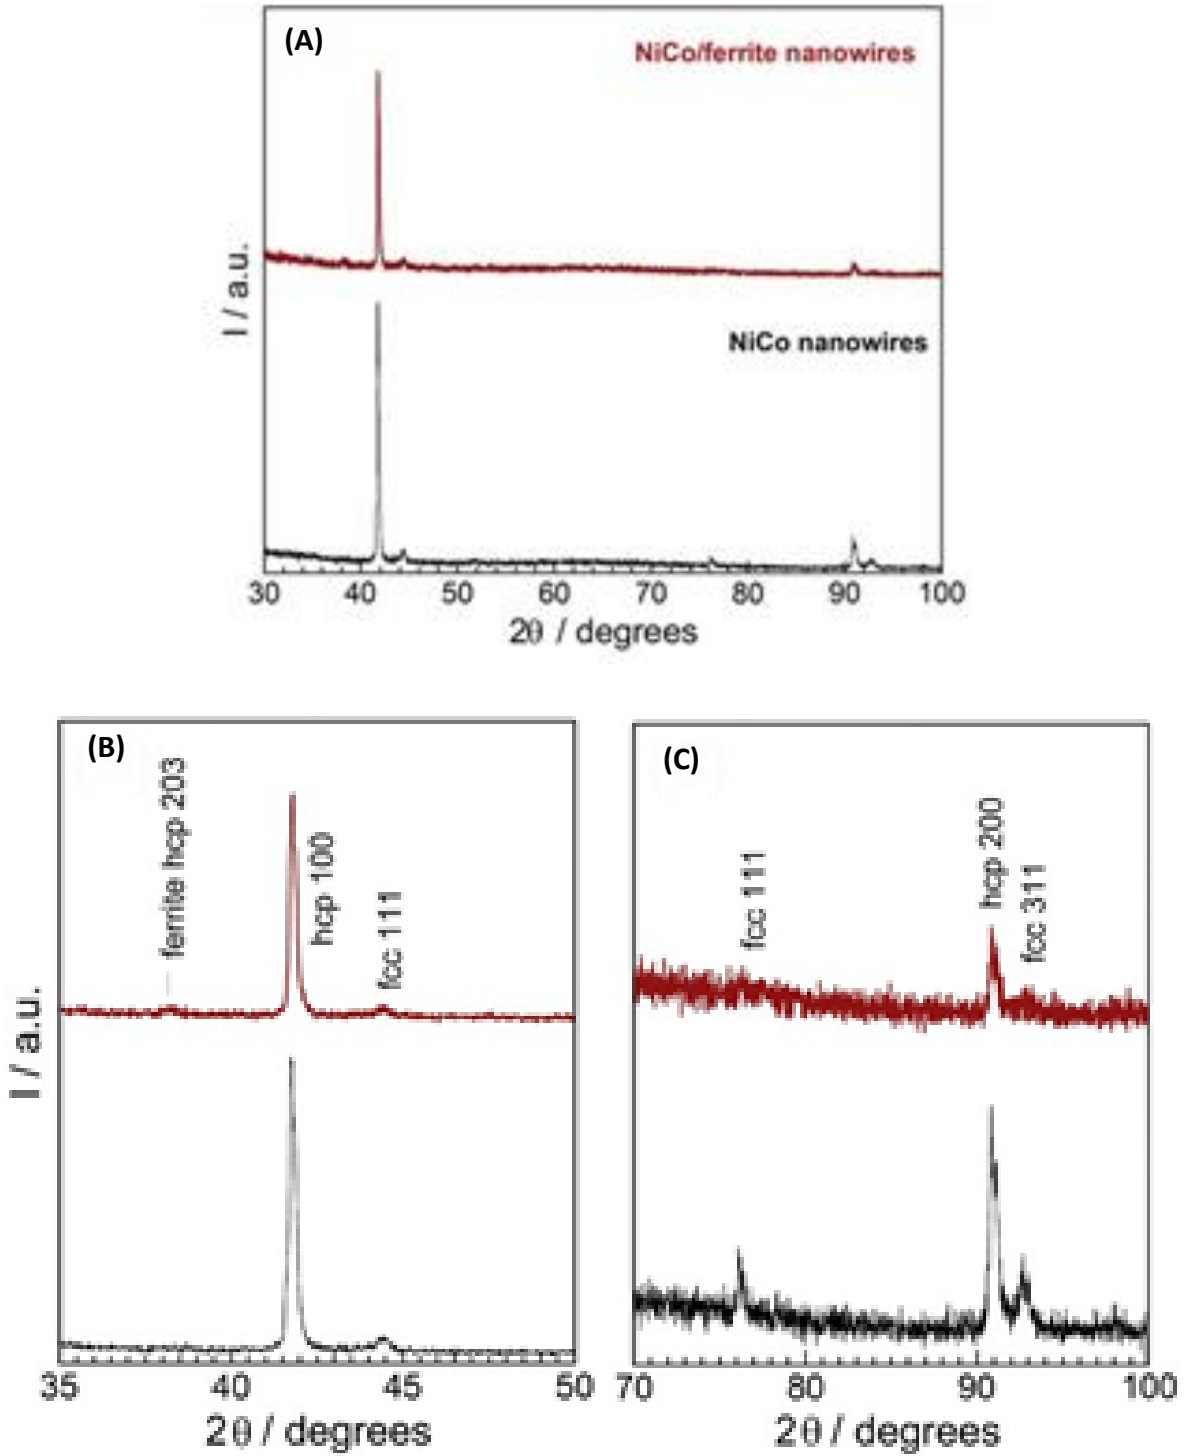 (A)
NiCo/ferrite nanowires
I / a.u.
NiCo nanowires
30 40 50 60 70 80 90 100
2θ / degrees
(B)
ferrite hcp 203
hcp 100
fcc 111
I / a.u.
35 40 45 50
2θ / degrees
(C)
fcc 111
hcp 200
fcc 311
70 80 90 100
2θ / degrees